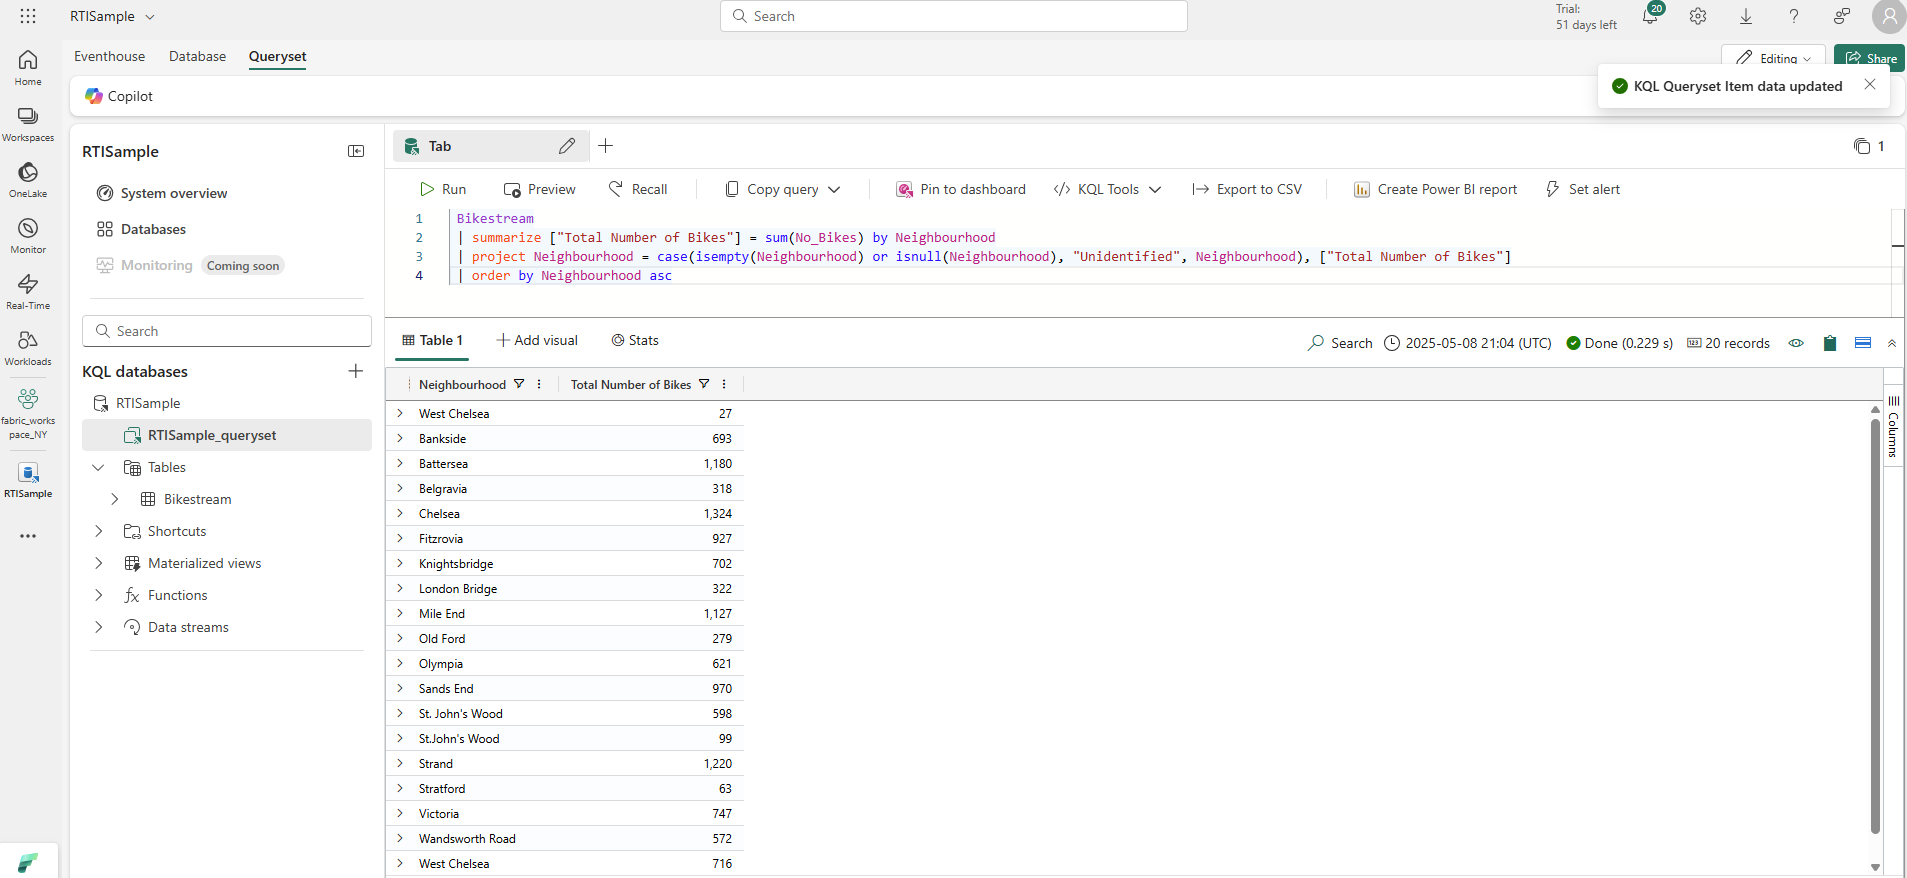 RTISample
Search
Trial:
51 days left
20
Home
Workspaces
OneLake
Monitor
Real-Time
Workloads
fabric_works
pace_NY
RTISample
Eventhouse Database Queryset
Editing
Share
Copilot
KQL Queryset Item data updated
RTISample
System overview
Databases
Monitoring Coming soon
Search
KQL databases
RTISample
RTISample_queryset
Tables
Bikestream
Shortcuts
Materialized views
Functions
Data streams
Tab
1
Run Preview Recall Copy query Pin to dashboard KQL Tools Export to CSV Create Power BI report Set alert
1 Bikestream
2 | summarize ["Total Number of Bikes"] = sum(No_Bikes) by Neighbourhood
3 | project Neighbourhood = case(isempty(Neighbourhood) or isnull(Neighbourhood), "Unidentified", Neighbourhood), ["Total Number of Bikes"]
4 | order by Neighbourhood asc
Table 1 Add visual Stats
Search 2025-05-08 21:04 (UTC) Done (0.229 s) 20 records
Neighbourhood Total Number of Bikes
West Chelsea 27
Bankside 693
Battersea 1,180
Belgravia 318
Chelsea 1,324
Fitzrovia 927
Knightsbridge 702
London Bridge 322
Mile End 1,127
Old Ford 279
Olympia 621
Sands End 970
St. John's Wood 598
St.John's Wood 99
Strand 1,220
Stratford 63
Victoria 747
Wandsworth Road 572
West Chelsea 716
Columns